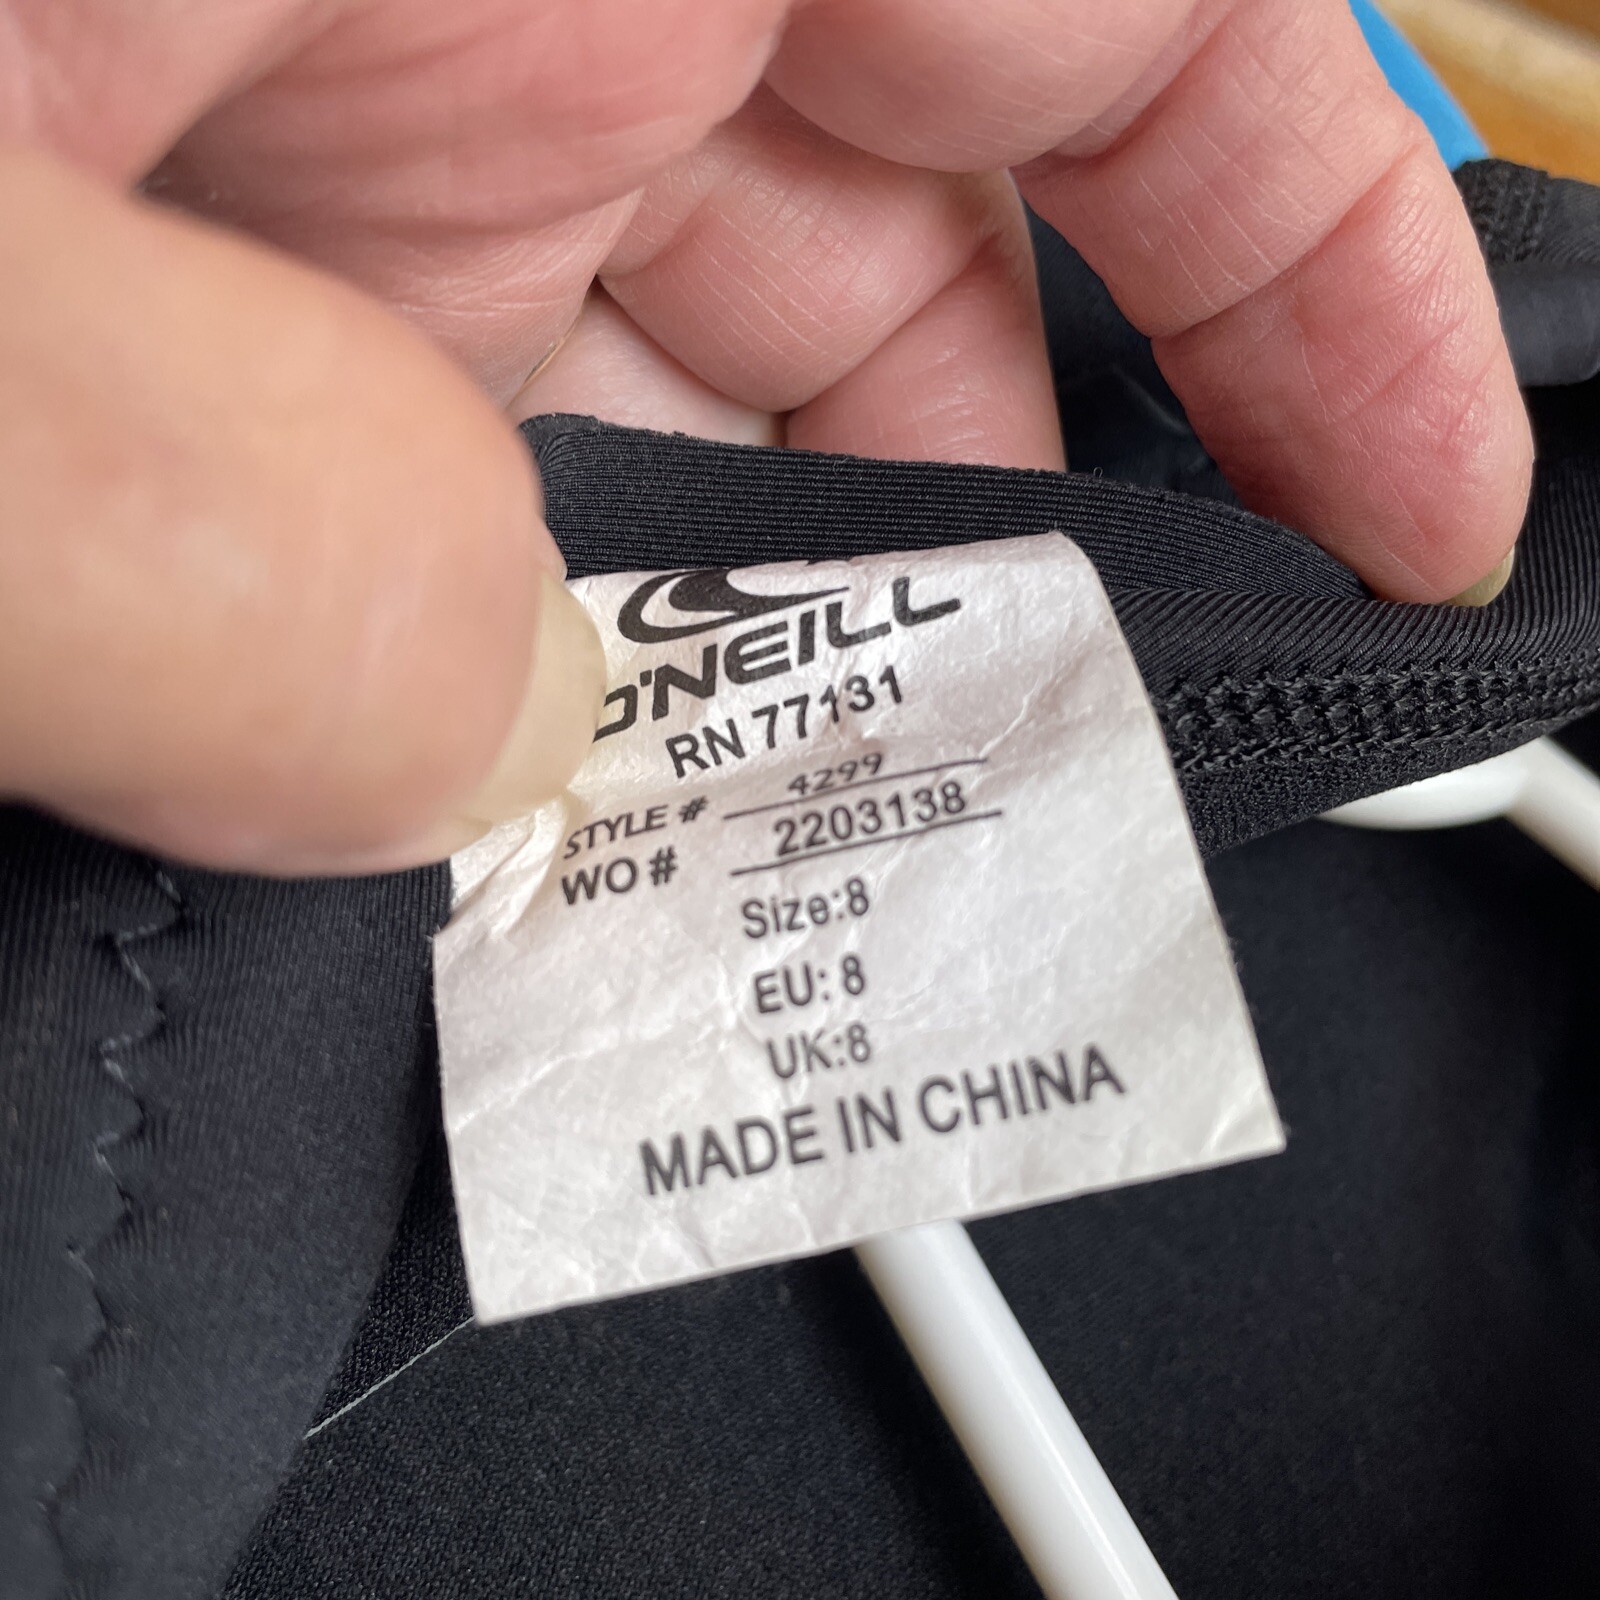 O'NEILL
RN 77131
STYLE # 4299
WO # 2203138
Size:8
EU: 8
UK:8
MADE IN CHINA